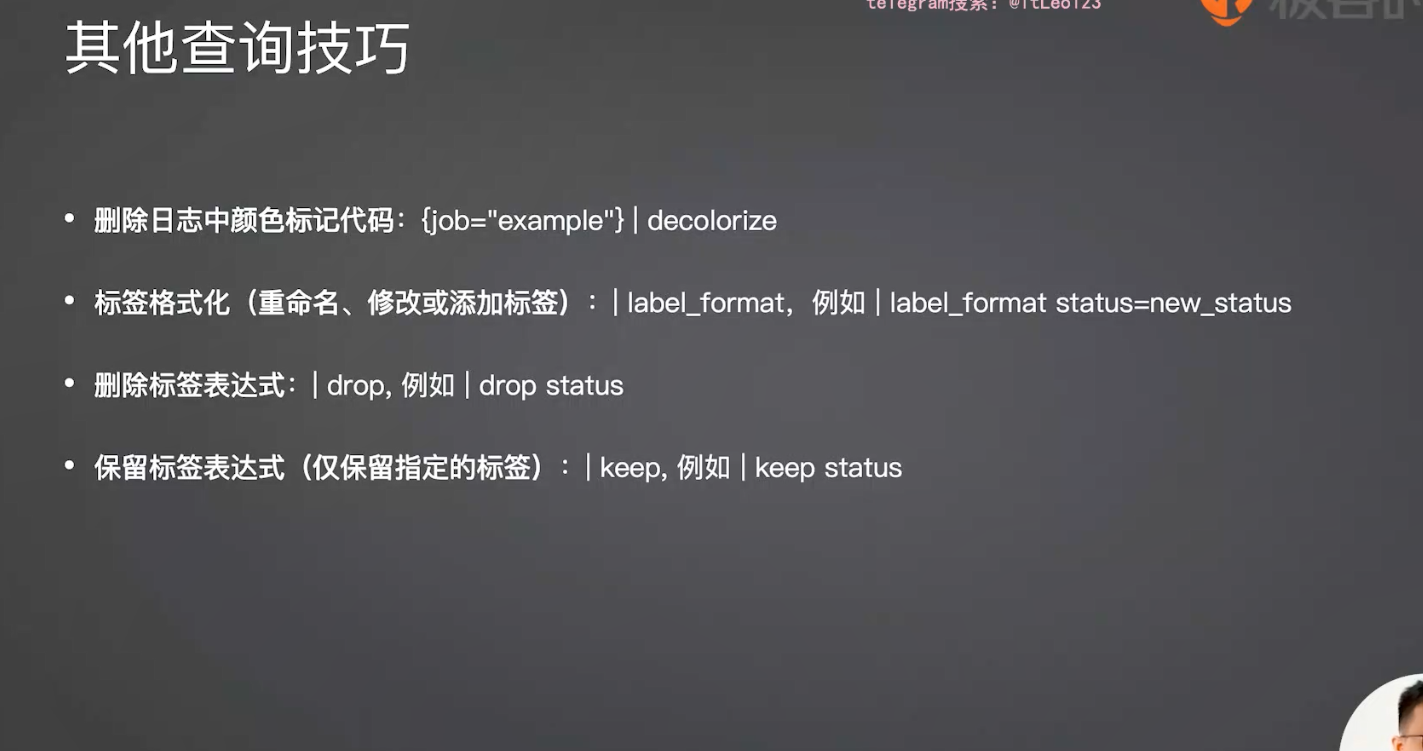 telegram搜索：@itLeo123
其他查询技巧
• 删除日志中颜色标记代码：{job="example"} | decolorize
• 标签格式化（重命名、修改或添加标签）：| label_format，例如 | label_format status=new_status
• 删除标签表达式：| drop, 例如 | drop status
• 保留标签表达式（仅保留指定的标签）：| keep, 例如 | keep status